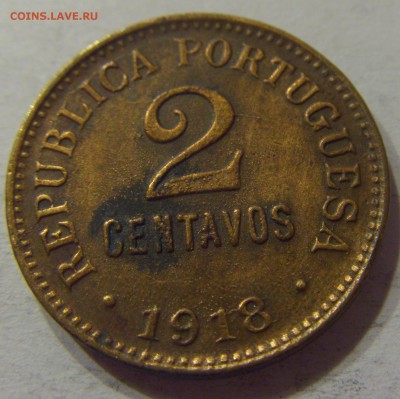 COINS.LAVE.RU
REPUBLICA PORTUGUESA
2
CENTAVOS
• 1918 •